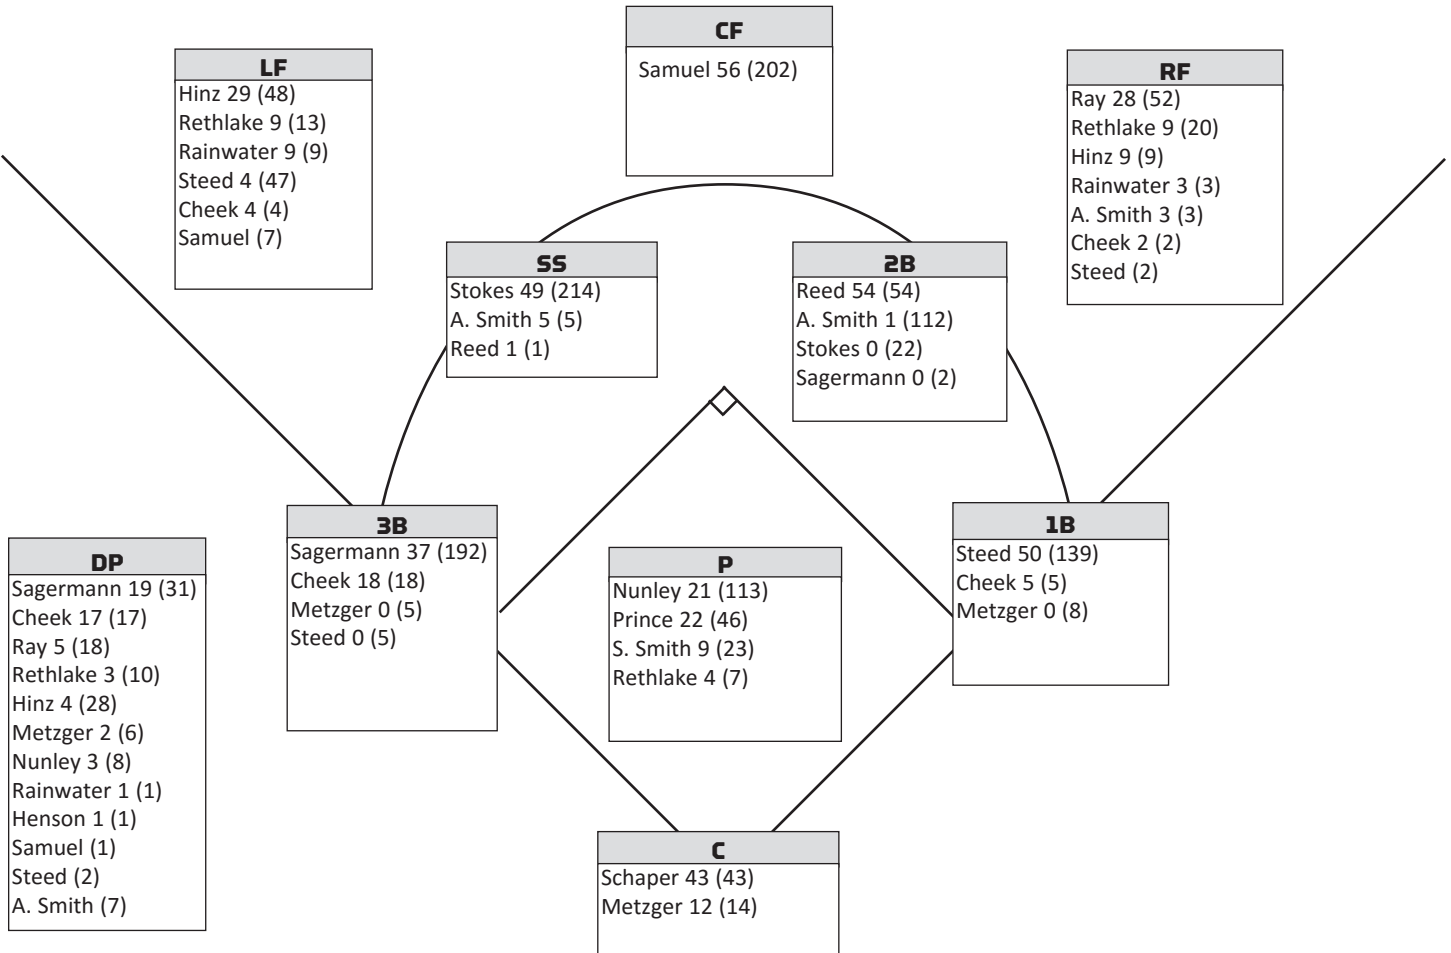 CF
Samuel 56 (202)
LF
Hinz 29 (48)
Rethlake 9 (13)
Rainwater 9 (9)
Steed 4 (47)
Cheek 4 (4)
Samuel (7)
RF
Ray 28 (52)
Rethlake 9 (20)
Hinz 9 (9)
Rainwater 3 (3)
A. Smith 3 (3)
Cheek 2 (2)
Steed (2)
SS
Stokes 49 (214)
A. Smith 5 (5)
Reed 1 (1)
2B
Reed 54 (54)
A. Smith 1 (112)
Stokes 0 (22)
Sagermann 0 (2)
3B
Sagermann 37 (192)
Cheek 18 (18)
Metzger 0 (5)
Steed 0 (5)
1B
Steed 50 (139)
Cheek 5 (5)
Metzger 0 (8)
DP
Sagermann 19 (31)
Cheek 17 (17)
Ray 5 (18)
Rethlake 3 (10)
Hinz 4 (28)
Metzger 2 (6)
Nunley 3 (8)
Rainwater 1 (1)
Henson 1 (1)
Samuel (1)
Steed (2)
A. Smith (7)
P
Nunley 21 (113)
Prince 22 (46)
S. Smith 9 (23)
Rethlake 4 (7)
C
Schaper 43 (43)
Metzger 12 (14)